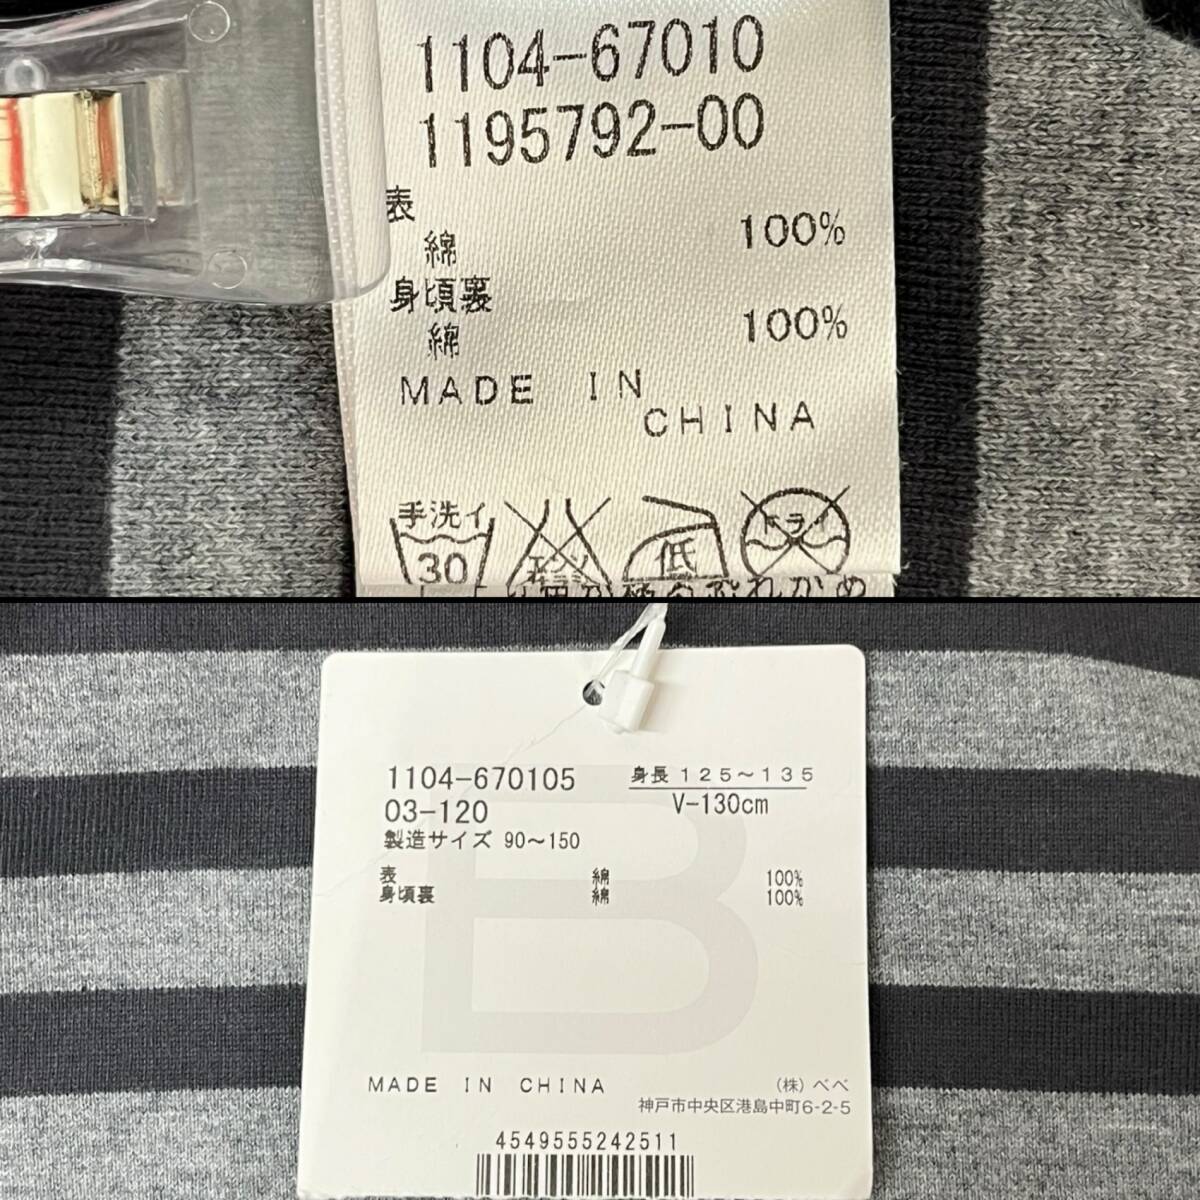 1104-67010
1195792-00
表
綿 100%
身頃裏
綿 100%
MADE IN
CHINA
手洗イ
30
低
ドライ
B
1104-670105
03-120
製造サイズ 90~150
身長 125~135
V-130cm
表 綿 100%
身頃裏 綿 100%
MADE IN CHINA
(株)べべ
神戸市中央区港島中町6-2-5
4549555242511